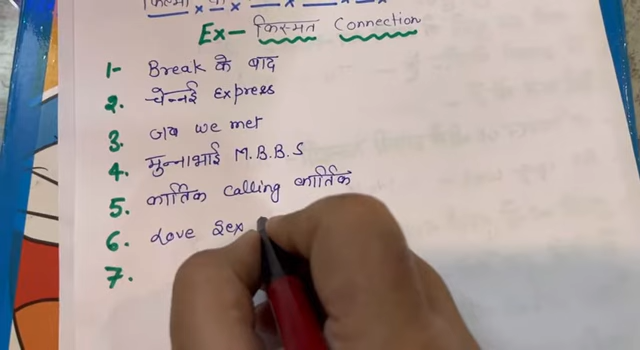 Ex- किस्मत Connection
1- Break के बाद
2. चेन्नई Express
3. जब we met
4. मुन्नाभाई M.B.B.S
5. कार्तिक calling कार्तिक
6. Love Sex
7.